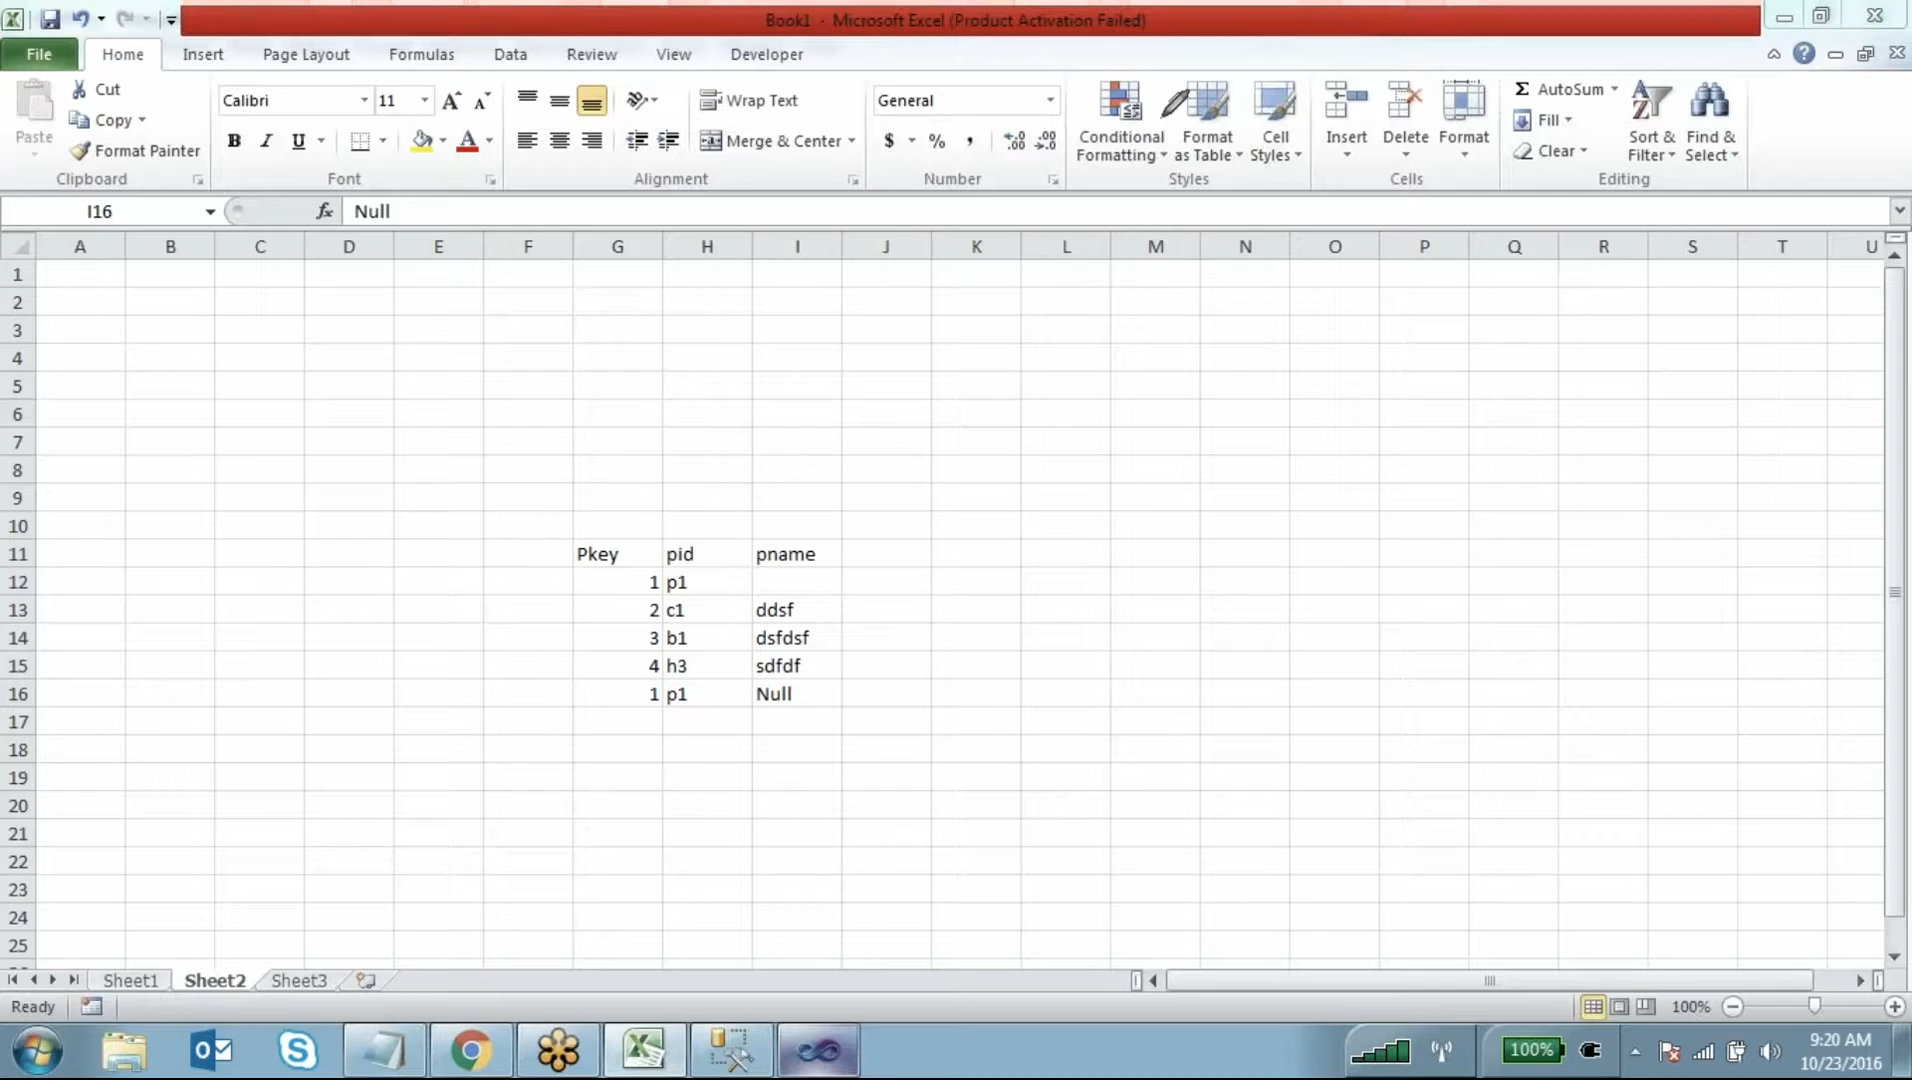 Book1 - Microsoft Excel (Product Activation Failed)
File Home Insert Page Layout Formulas Data Review View Developer
Paste
Cut
Copy
Format Painter
Clipboard
Calibri 11
B I U
Font
Wrap Text
Merge & Center
Alignment
General
$ % ,
Number
Conditional Formatting
Format as Table
Cell Styles
Styles
Insert Delete Format
Cells
Σ AutoSum
Fill
Clear
Sort & Filter
Find & Select
Editing
I16 fx Null
A B C D E F G H I J K L M N O P Q R S T U
1
2
3
4
5
6
7
8
9
10
11 Pkey pid pname
12 1 p1
13 2 c1 ddsf
14 3 b1 dsfdsf
15 4 h3 sdfdf
16 1 p1 Null
17
18
19
20
21
22
23
24
25
Sheet1 Sheet2 Sheet3
Ready 100%
100% 9:20 AM
10/23/2016